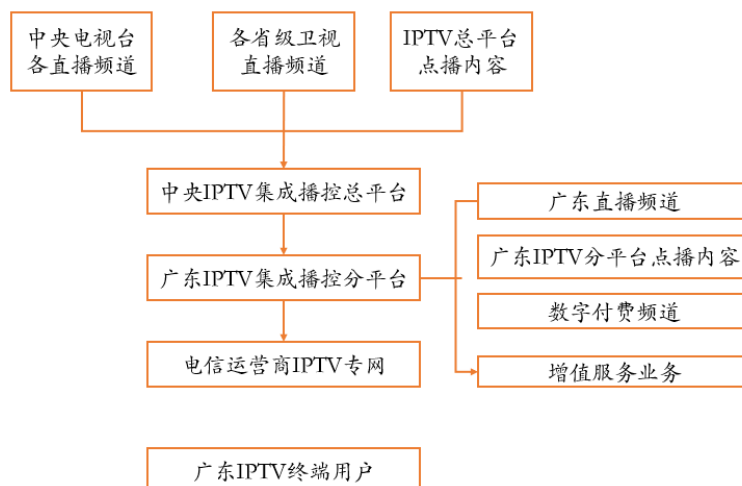 中央电视台
各直播频道
各省级卫视
直播频道
IPTV总平台
点播内容
中央IPTV集成播控总平台
广东IPTV集成播控分平台
电信运营商IPTV专网
广东IPTV终端用户
广东直播频道
广东IPTV分平台点播内容
数字付费频道
增值服务业务